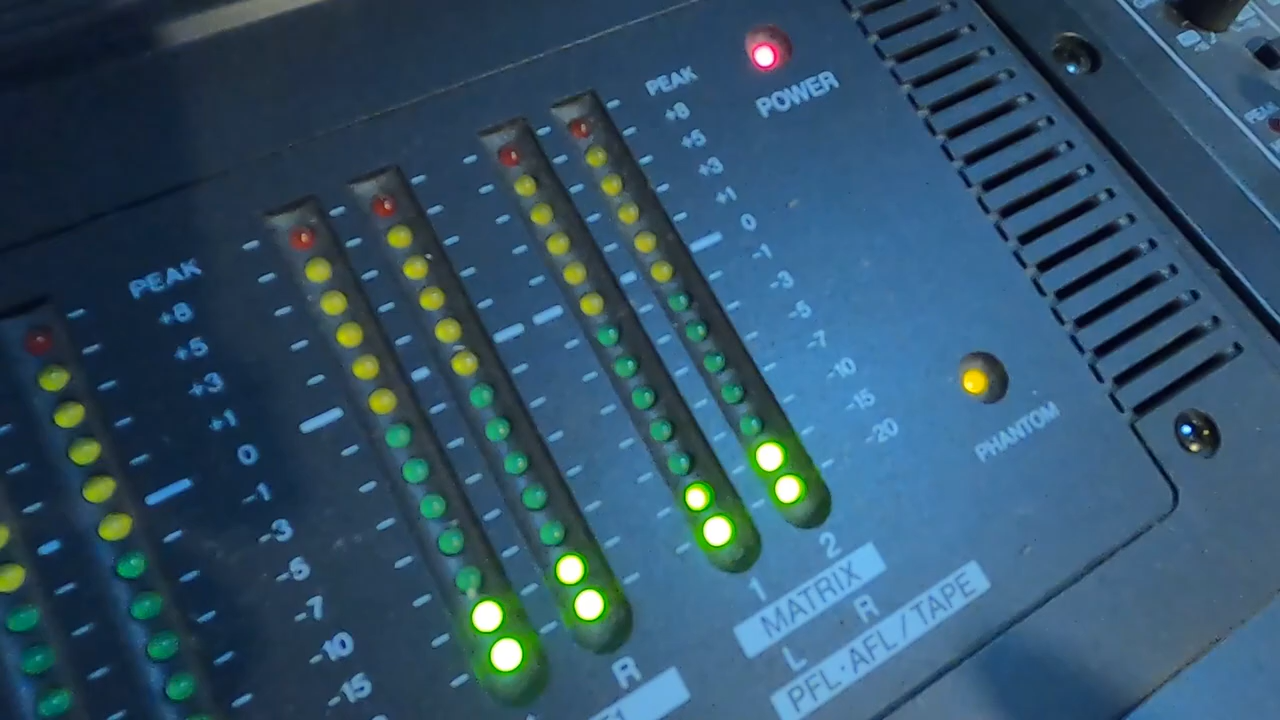 POWER
PEAK
+8
+5
+3
+1
0
-1
-3
-5
-7
-10
-15
-20
PHANTOM
PEAK
+8
+5
+3
+1
0
-1
-3
-5
-7
-10
-15
R
1
2
MATRIX
L
R
PFL·AFL/TAPE